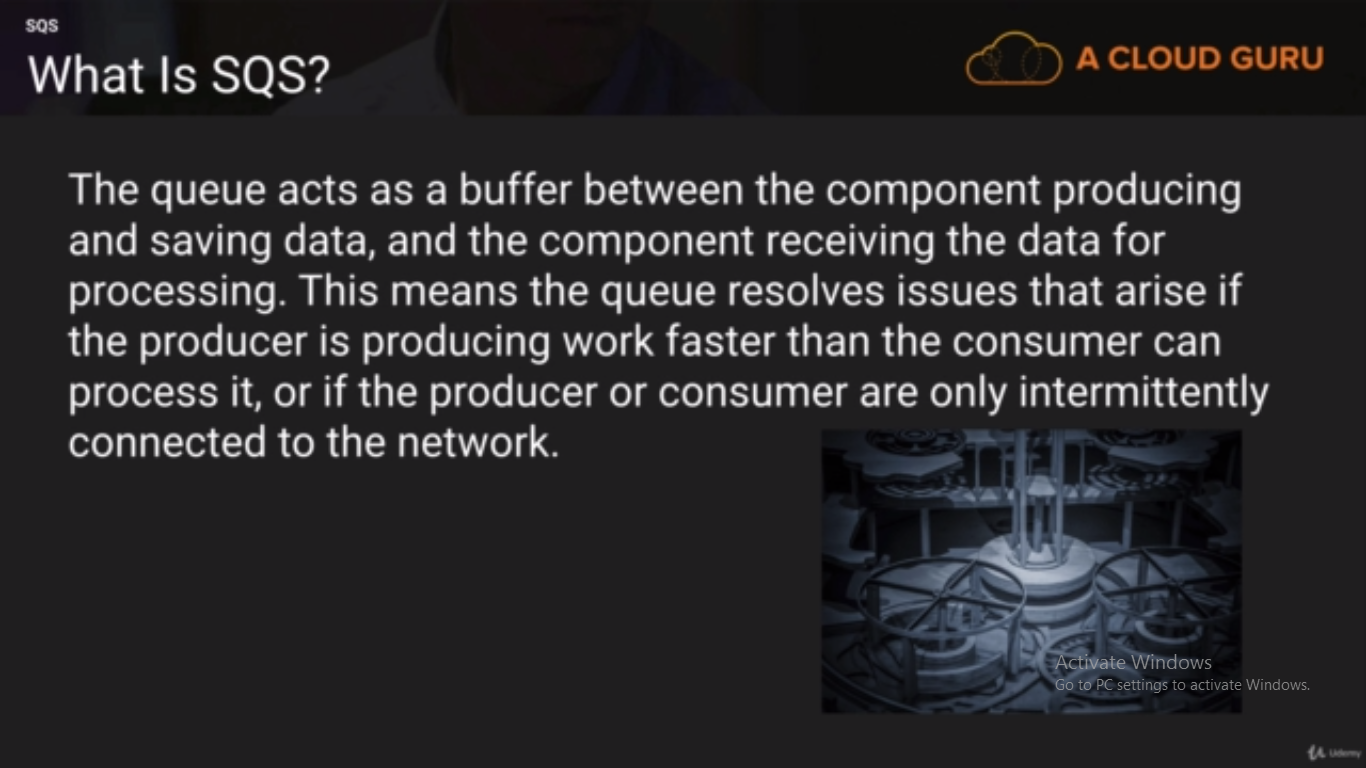 SQS
What Is SQS?
A CLOUD GURU
The queue acts as a buffer between the component producing
and saving data, and the component receiving the data for
processing. This means the queue resolves issues that arise if
the producer is producing work faster than the consumer can
process it, or if the producer or consumer are only intermittently
connected to the network.
Activate Windows
Go to PC settings to activate Windows.
Udemy